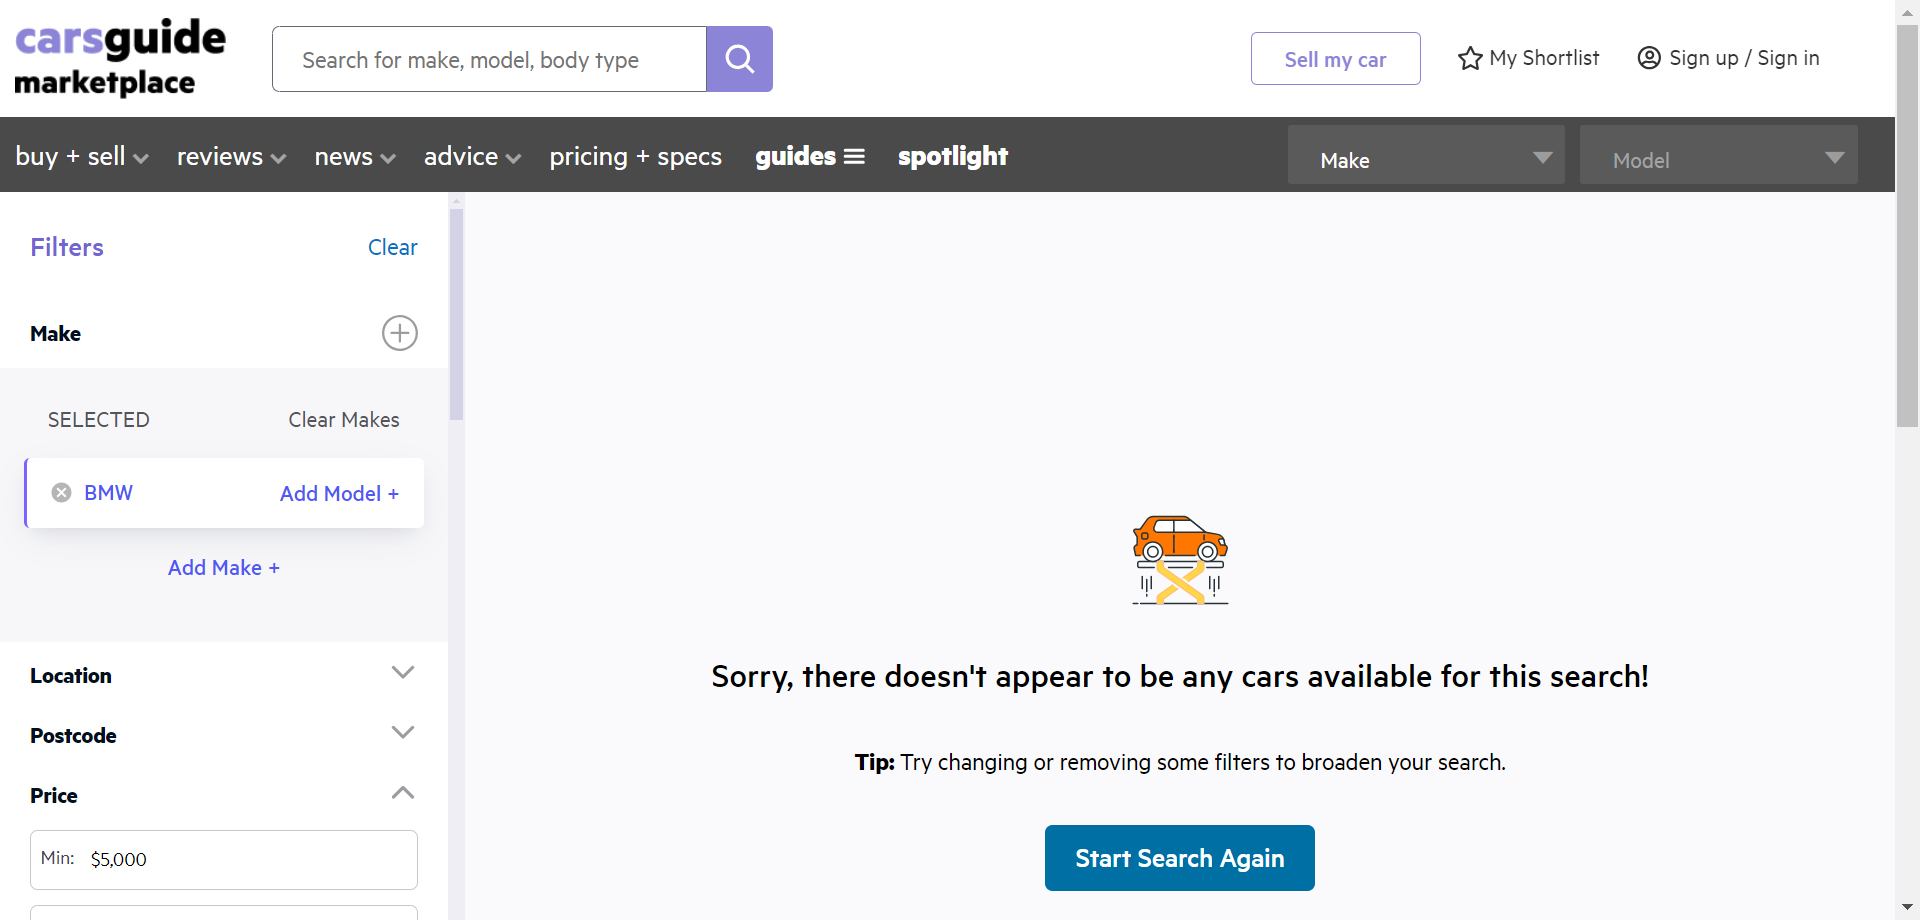 carsguide
marketplace
Search for make, model, body type
Sell my car
My Shortlist
Sign up / Sign in
buy + sell
reviews
news
advice
pricing + specs
guides
spotlight
Make
Model
Filters
Clear
Make
SELECTED
Clear Makes
BMW
Add Model +
Add Make +
Location
Postcode
Price
Min: $5,000
Sorry, there doesn't appear to be any cars available for this search!
Tip: Try changing or removing some filters to broaden your search.
Start Search Again